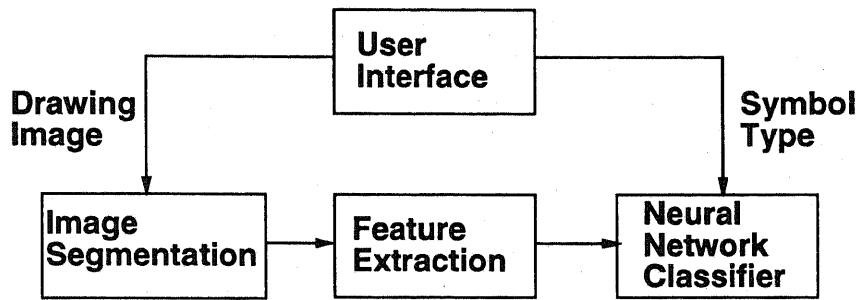 User
Interface
Drawing
Image
Symbol
Type
Image
Segmentation
Feature
Extraction
Neural
Network
Classifier